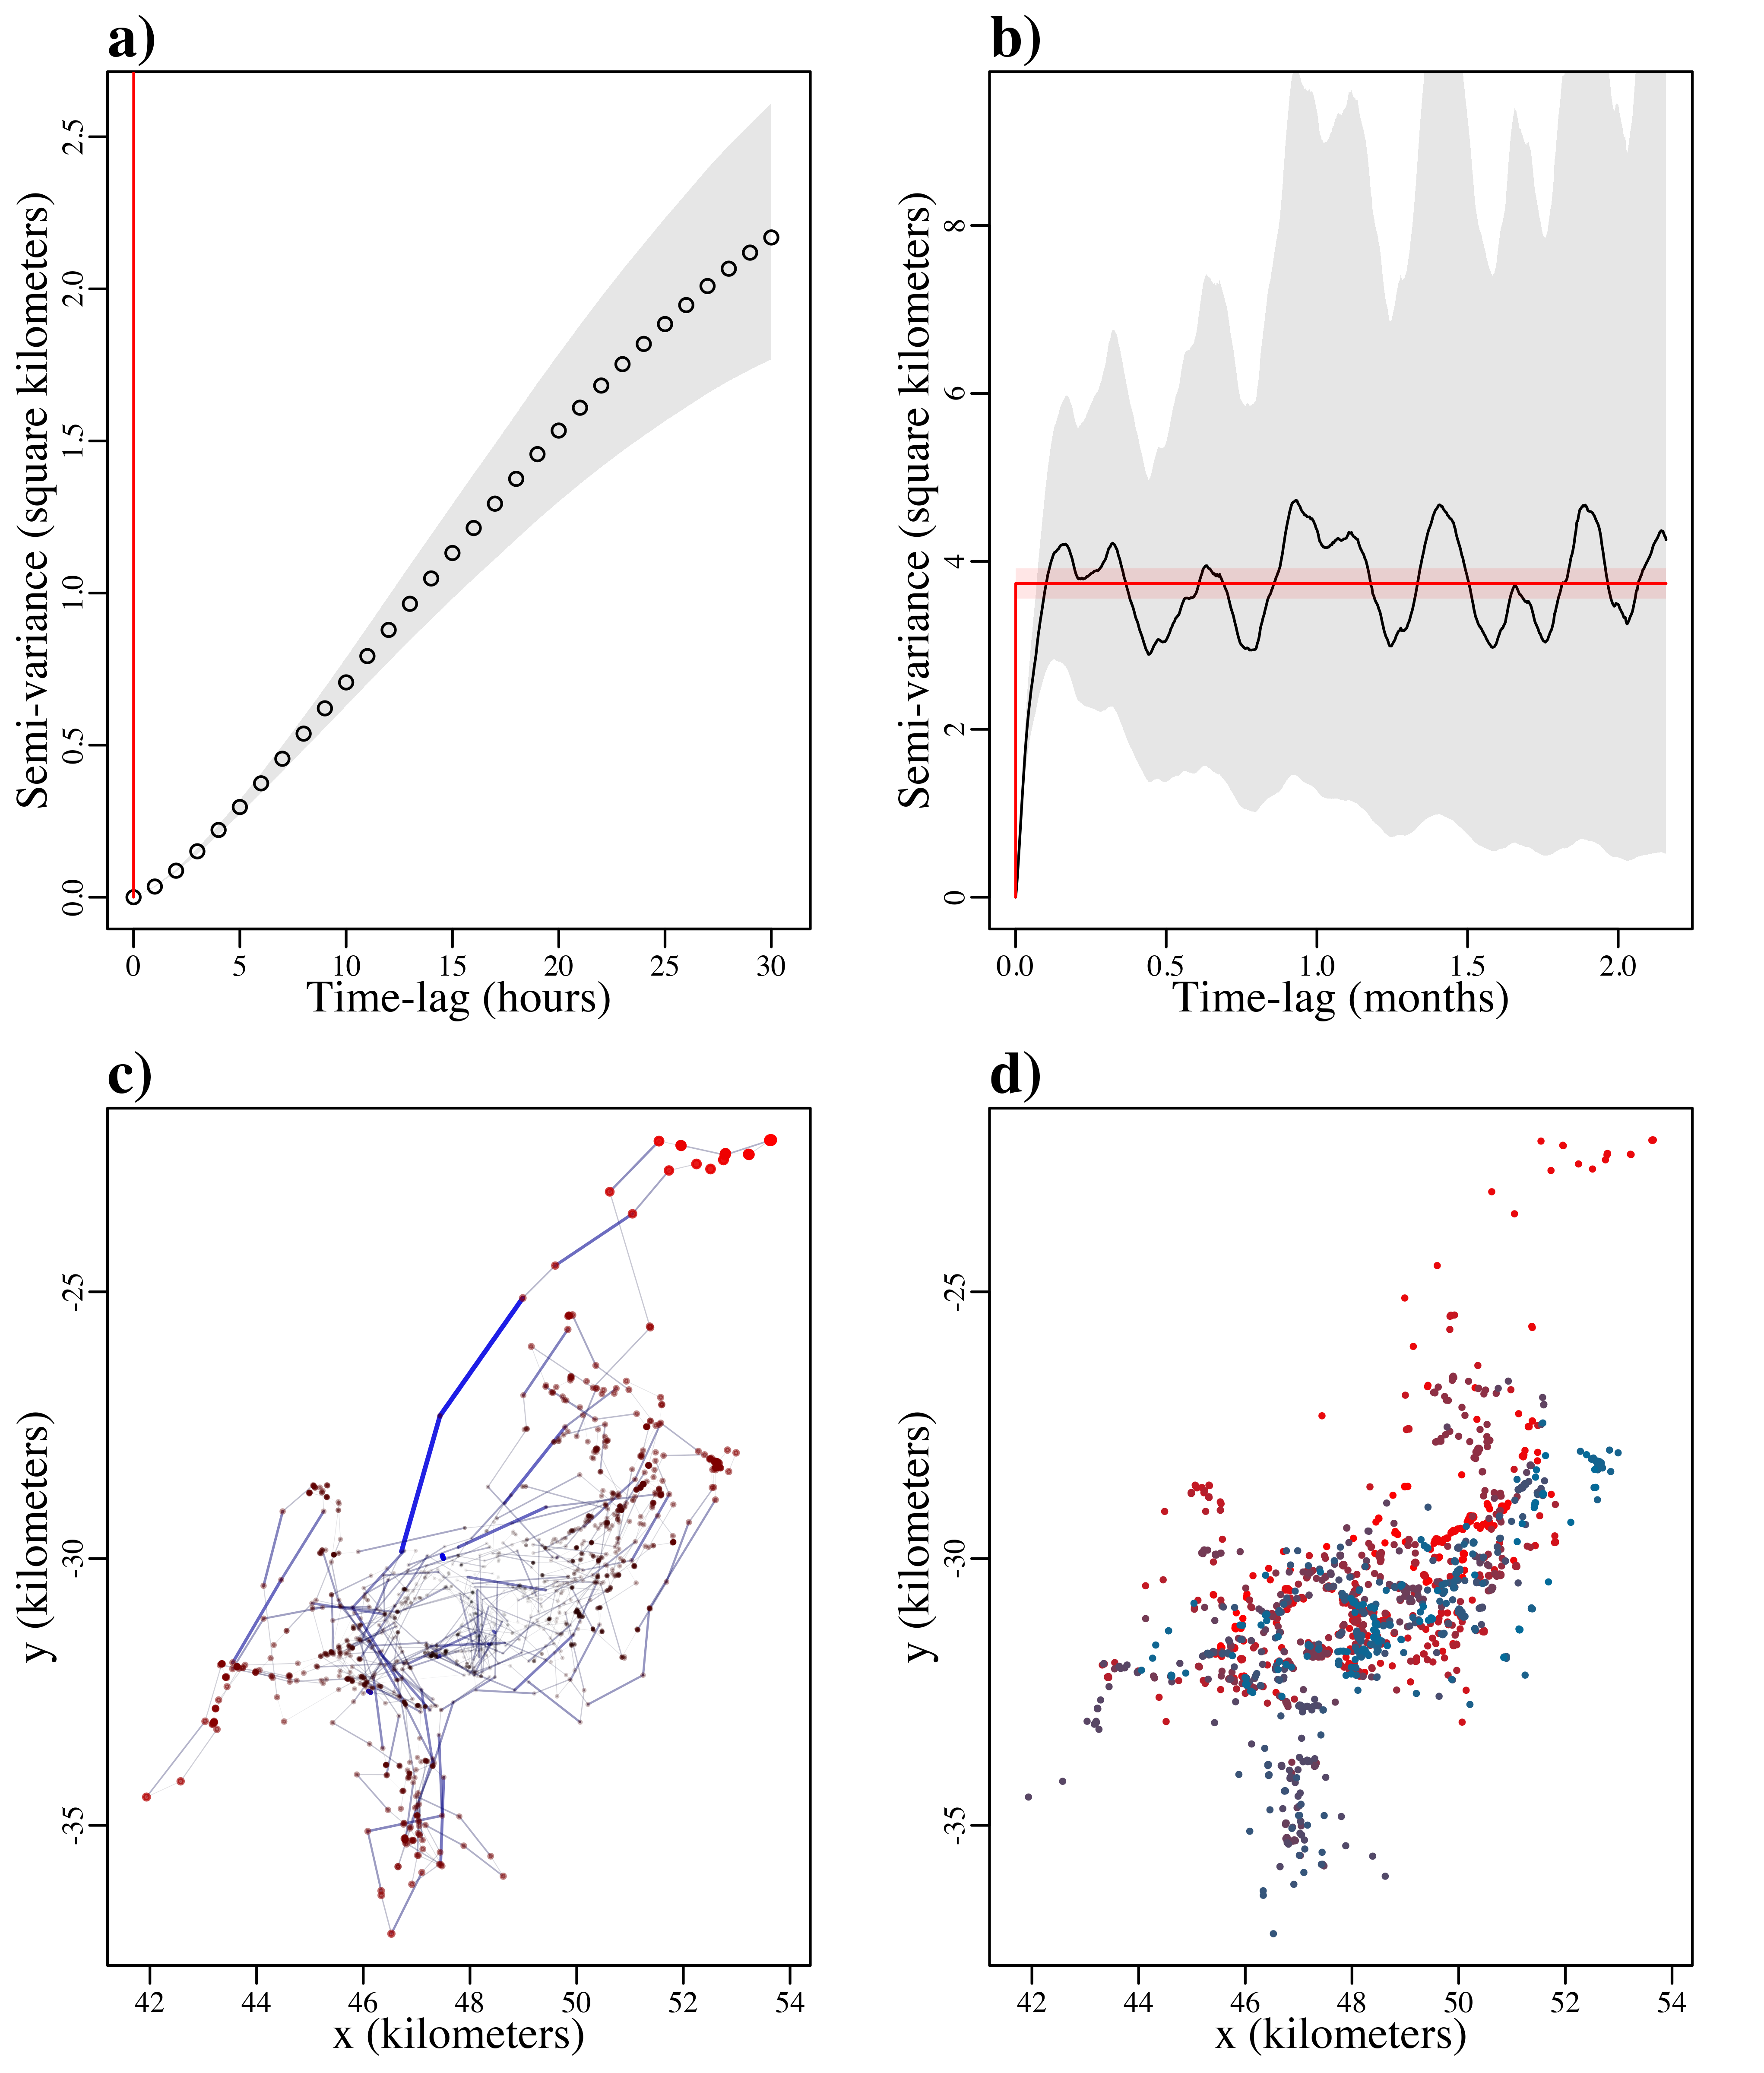 a)
Semi-variance (square kilometers)
0.0 0.5 1.0 1.5 2.0 2.5
0 5 10 15 20 25 30
Time-lag (hours)
b)
Semi-variance (square kilometers)
0 2 4 6 8
0.0 0.5 1.0 1.5 2.0
Time-lag (months)
c)
y (kilometers)
-35 -30 -25
42 44 46 48 50 52 54
x (kilometers)
d)
y (kilometers)
-35 -30 -25
42 44 46 48 50 52 54
x (kilometers)